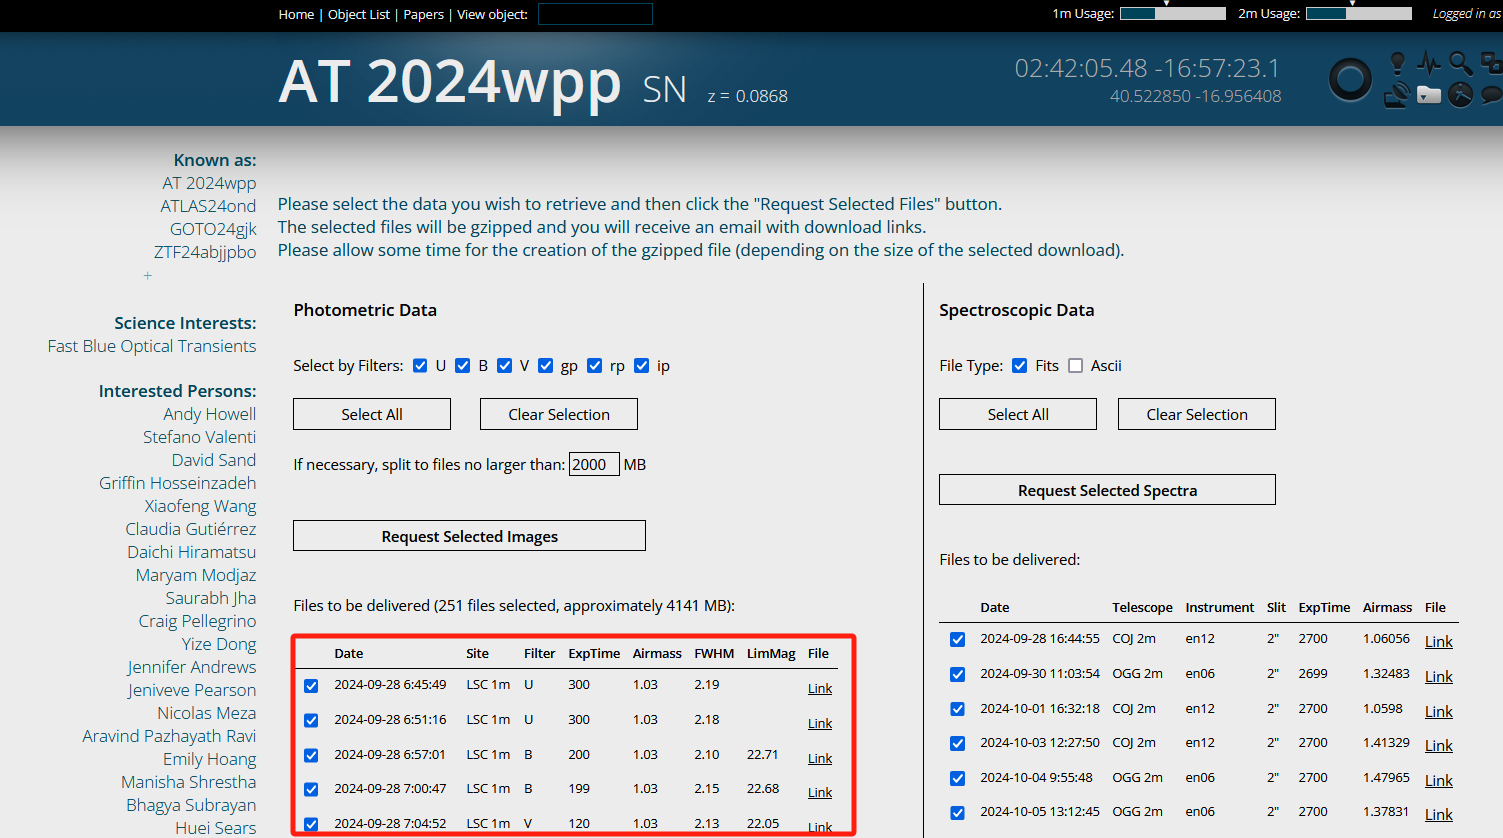 Home | Object List | Papers | View object:
1m Usage:
2m Usage:
Logged in as
AT 2024wpp SN z = 0.0868
02:42:05.48 -16:57:23.1
40.522850 -16.956408
Known as:
AT 2024wpp
ATLAS24ond
GOTO24gjk
ZTF24abjjpbo
+
Science Interests:
Fast Blue Optical Transients
Interested Persons:
Andy Howell
Stefano Valenti
David Sand
Griffin Hosseinzadeh
Xiaofeng Wang
Claudia Gutiérrez
Daichi Hiramatsu
Maryam Modjaz
Saurabh Jha
Craig Pellegrino
Yize Dong
Jennifer Andrews
Jeniveve Pearson
Nicolas Meza
Aravind Pazhayath Ravi
Emily Hoang
Manisha Shrestha
Bhagya Subrayan
Huei Sears
Please select the data you wish to retrieve and then click the "Request Selected Files" button.
The selected files will be gzipped and you will receive an email with download links.
Please allow some time for the creation of the gzipped file (depending on the size of the selected download).
Photometric Data
Select by Filters: U B V gp rp ip
Select All Clear Selection
If necessary, split to files no larger than: 2000 MB
Request Selected Images
Files to be delivered (251 files selected, approximately 4141 MB):
Date Site Filter ExpTime Airmass FWHM LimMag File
2024-09-28 6:45:49 LSC 1m U 300 1.03 2.19 Link
2024-09-28 6:51:16 LSC 1m U 300 1.03 2.18 Link
2024-09-28 6:57:01 LSC 1m B 200 1.03 2.10 22.71 Link
2024-09-28 7:00:47 LSC 1m B 199 1.03 2.15 22.68 Link
2024-09-28 7:04:52 LSC 1m V 120 1.03 2.13 22.05 Link
Spectroscopic Data
File Type: Fits Ascii
Select All Clear Selection
Request Selected Spectra
Files to be delivered:
Date Telescope Instrument Slit ExpTime Airmass File
2024-09-28 16:44:55 COJ 2m en12 2" 2700 1.06056 Link
2024-09-30 11:03:54 OGG 2m en06 2" 2699 1.32483 Link
2024-10-01 16:32:18 COJ 2m en12 2" 2700 1.0598 Link
2024-10-03 12:27:50 COJ 2m en12 2" 2700 1.41329 Link
2024-10-04 9:55:48 OGG 2m en06 2" 2700 1.47965 Link
2024-10-05 13:12:45 OGG 2m en06 2" 2700 1.37831 Link